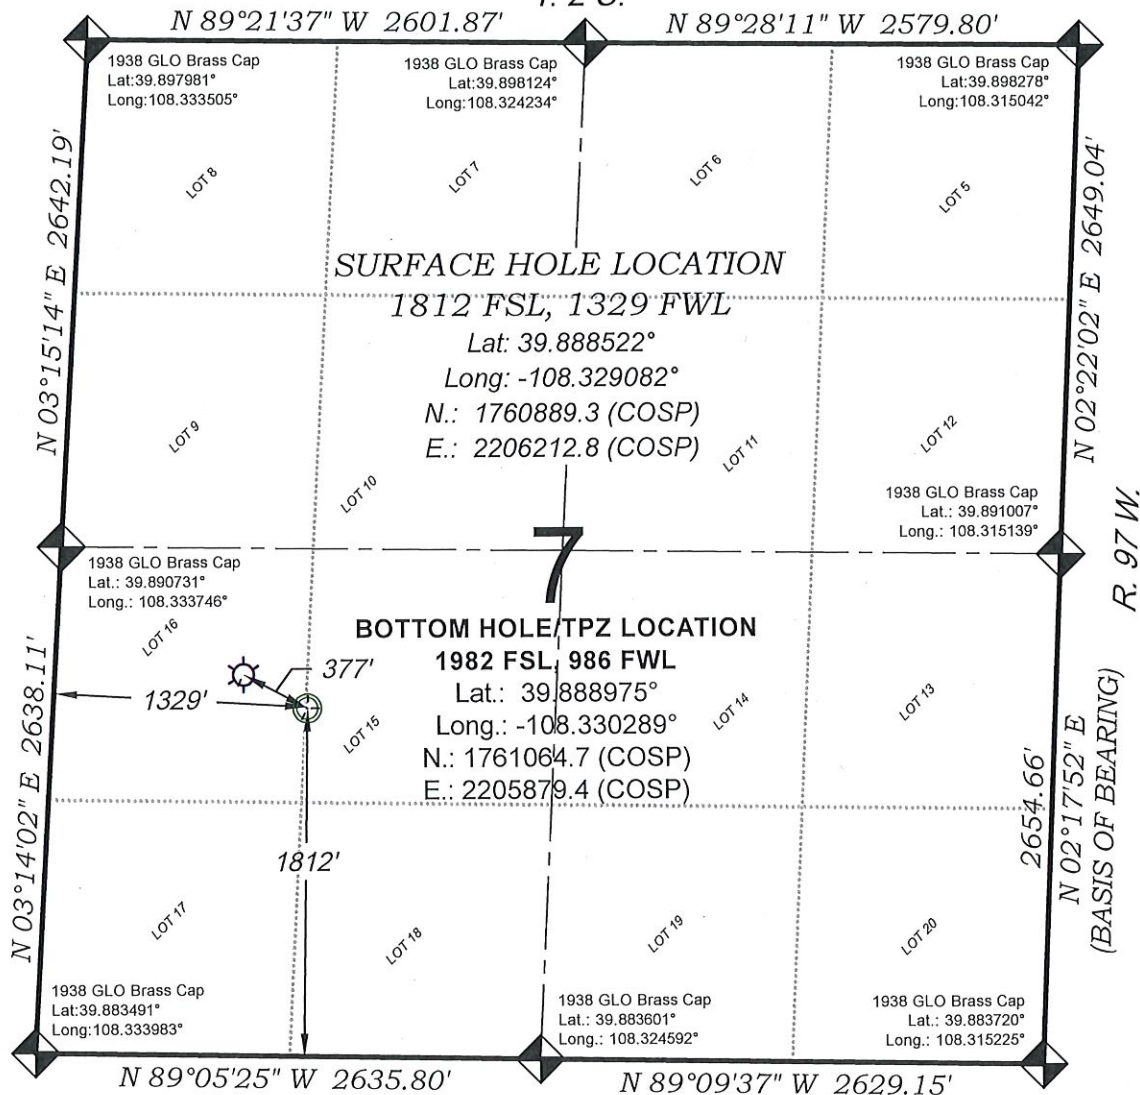 N 89°21'37" W 2601.87'
N 89°28'11" W 2579.80'
1938 GLO Brass Cap
Lat:39.897981°
Long:108.333505°
1938 GLO Brass Cap
Lat:39.898124°
Long:108.324234°
1938 GLO Brass Cap
Lat:39.898278°
Long:108.315042°
N 03°15'14" E 2642.19'
N 02°22'02" E 2649.04'
LOT 8
LOT 7
LOT 6
LOT 5
SURFACE HOLE LOCATION
1812 FSL, 1329 FWL
Lat: 39.888522°
Long: -108.329082°
N.: 1760889.3 (COSP)
E.: 2206212.8 (COSP)
LOT 9
LOT 10
LOT 11
LOT 12
1938 GLO Brass Cap
Lat.: 39.891007°
Long.: 108.315139°
R. 97 W.
7
1938 GLO Brass Cap
Lat.: 39.890731°
Long.: 108.333746°
LOT 16
BOTTOM HOLE/TPZ LOCATION
1982 FSL, 986 FWL
Lat.: 39.888975°
Long.: -108.330289°
N.: 1761064.7 (COSP)
E.: 2205879.4 (COSP)
377'
1329'
LOT 15
LOT 14
LOT 13
N 03°14'02" E 2638.11'
2654.66'
N 02°17'52" E
(BASIS OF BEARING)
1812'
LOT 17
LOT 18
LOT 19
LOT 20
1938 GLO Brass Cap
Lat:39.883491°
Long:108.333983°
1938 GLO Brass Cap
Lat.: 39.883601°
Long.: 108.324592°
1938 GLO Brass Cap
Lat.: 39.883720°
Long.: 108.315225°
N 89°05'25" W 2635.80'
N 89°09'37" W 2629.15'